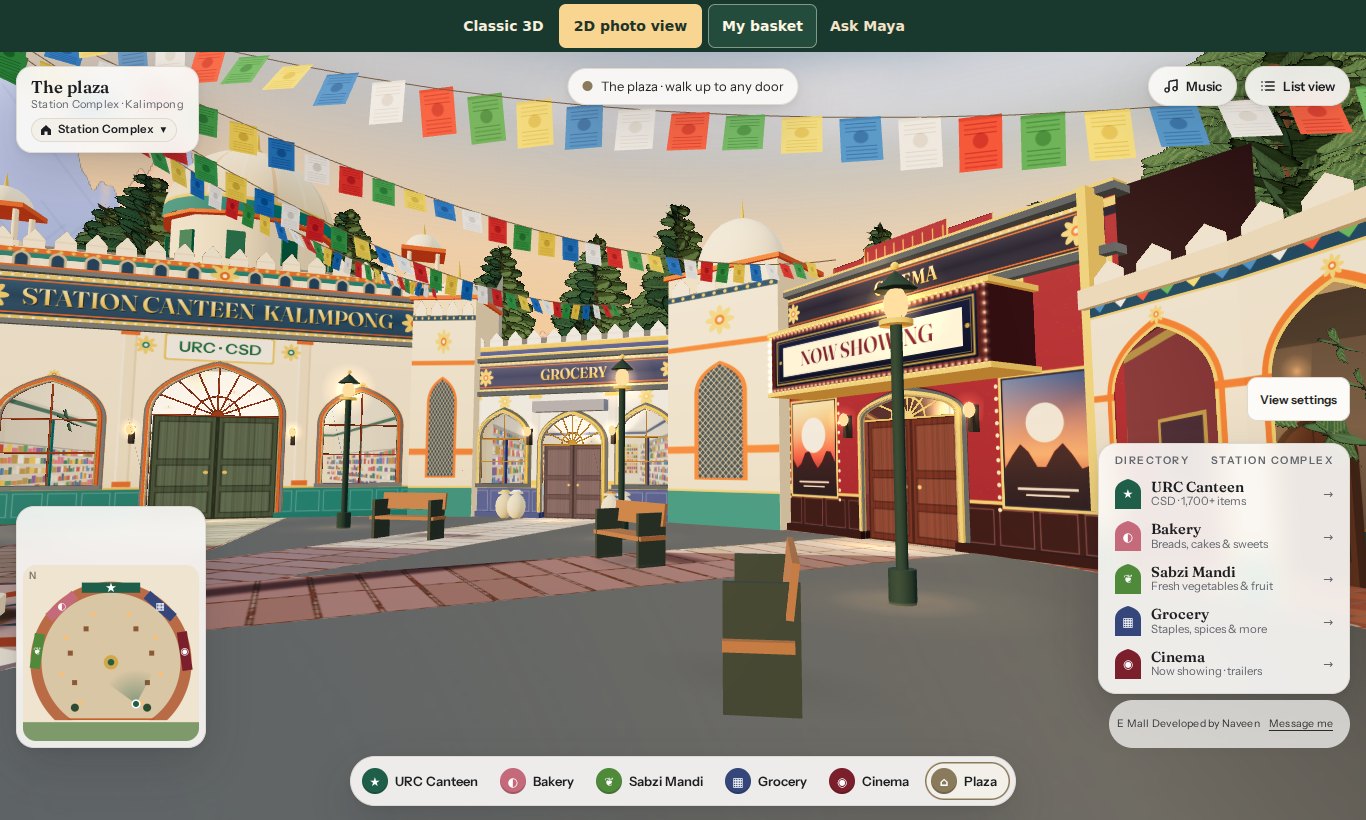 Classic 3D
2D photo view
My basket
Ask Maya
The plaza
Station Complex · Kalimpong
Station Complex ▾
The plaza · walk up to any door
Music
List view
STATION CANTEEN KALIMPONG
URC·CSD
GROCERY
CINEMA
NOW SHOWING
View settings
DIRECTORY STATION COMPLEX
URC Canteen
CSD · 1,700+ items
→
Bakery
Breads, cakes & sweets
→
Sabzi Mandi
Fresh vegetables & fruit
→
Grocery
Staples, spices & more
→
Cinema
Now showing · trailers
→
N
E Mall Developed by Naveen Message me
URC Canteen
Bakery
Sabzi Mandi
Grocery
Cinema
Plaza